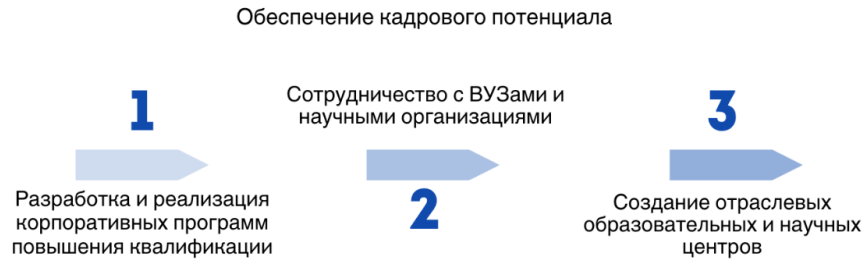 Обеспечение кадрового потенциала
1
Разработка и реализация
корпоративных программ
повышения квалификации
Сотрудничество с ВУЗами и
научными организациями
2
3
Создание отраслевых
образовательных и научных
центров